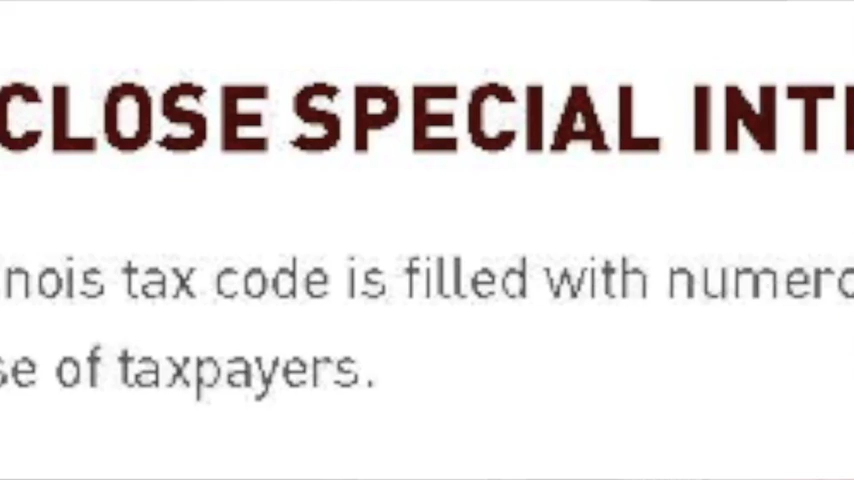 CLOSE SPECIAL INT
nois tax code is filled with numero
se of taxpayers.